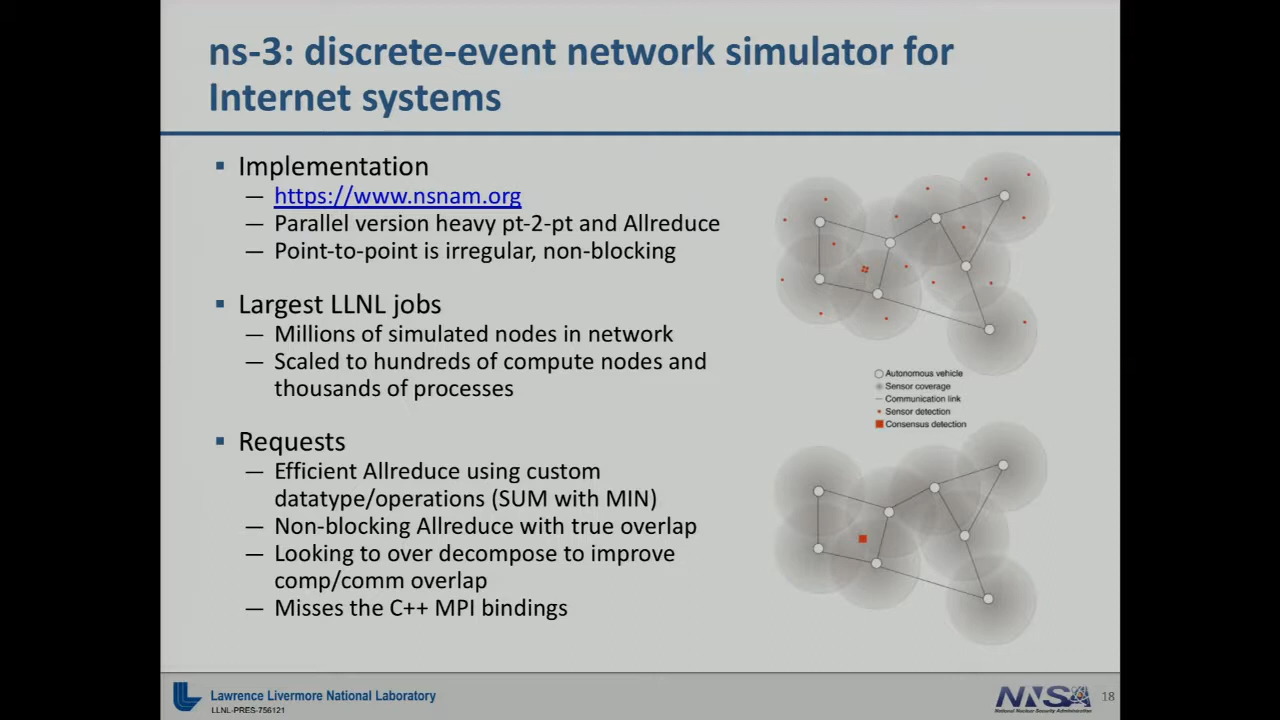 ns-3: discrete-event network simulator for
Internet systems
Implementation
— https://www.nsnam.org
— Parallel version heavy pt-2-pt and Allreduce
— Point-to-point is irregular, non-blocking
Largest LLNL jobs
— Millions of simulated nodes in network
— Scaled to hundreds of compute nodes and
thousands of processes
Requests
— Efficient Allreduce using custom
datatype/operations (SUM with MIN)
— Non-blocking Allreduce with true overlap
— Looking to over decompose to improve
comp/comm overlap
— Misses the C++ MPI bindings
Autonomous vehicle
Sensor coverage
Communication link
Sensor detection
Consensus detection
Lawrence Livermore National Laboratory
LLNL-PRES-756121
NNSA
National Nuclear Security Administration
18